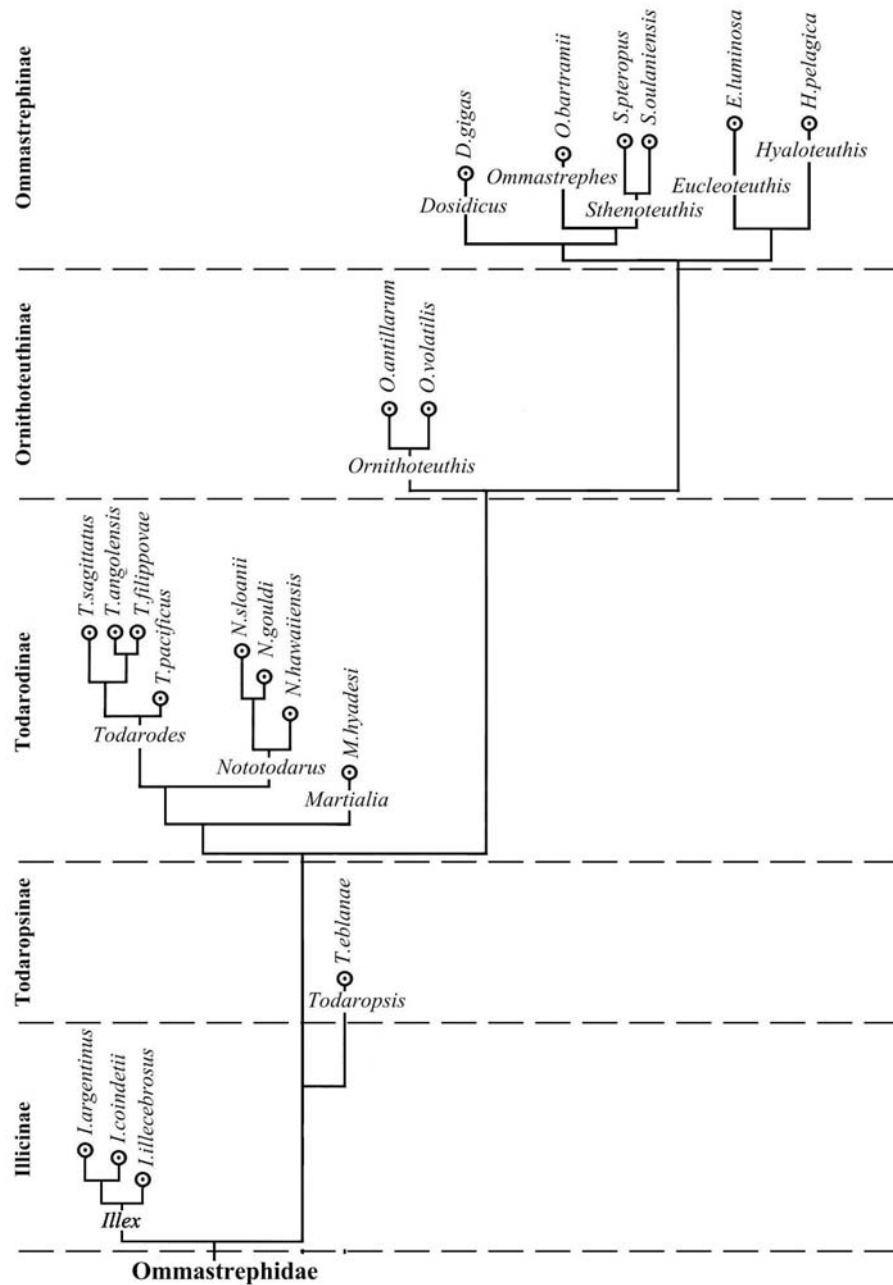 Ommastrephinae
D.gigas
O.bartramii
S.pteropus
S.oulaniensis
E.luminosa
H.pelagica
Dosidicus
Ommastrephes
Sthenoteuthis
Eucleoteuthis
Hyaloteuthis
Ornithoteuthinae
O.antillarum
O.volatilis
Ornithoteuthis
Todarodinae
T.sagittatus
T.angolensis
T.filippovae
T.pacificus
N.sloanii
N.gouldi
N.hawaiiensis
M.hyadesi
Todarodes
Nototodarus
Martialia
Todaropsinae
T.eblanae
Todaropsis
Illicinae
I.argentinus
I.coindetii
I.illecebrosus
Illex
Ommastrephidae